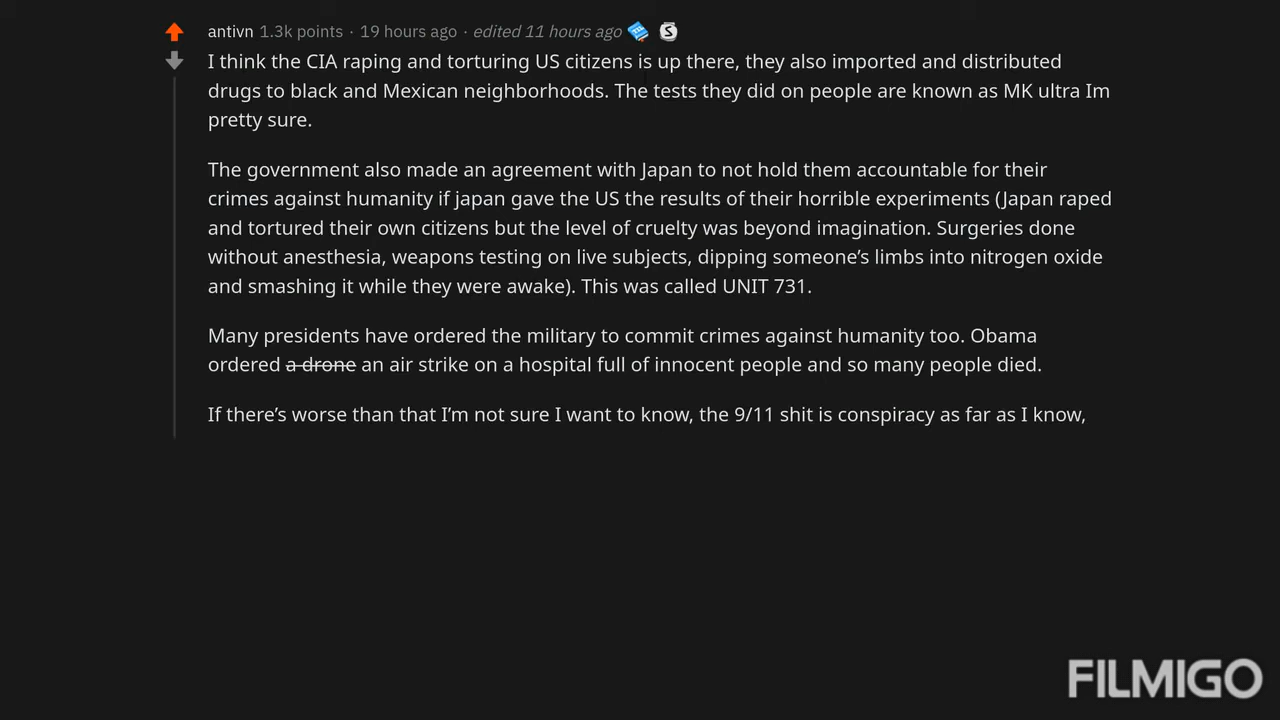 antivn 1.3k points · 19 hours ago · edited 11 hours ago
I think the CIA raping and torturing US citizens is up there, they also imported and distributed
drugs to black and Mexican neighborhoods. The tests they did on people are known as MK ultra Im
pretty sure.
The government also made an agreement with Japan to not hold them accountable for their
crimes against humanity if japan gave the US the results of their horrible experiments (Japan raped
and tortured their own citizens but the level of cruelty was beyond imagination. Surgeries done
without anesthesia, weapons testing on live subjects, dipping someone’s limbs into nitrogen oxide
and smashing it while they were awake). This was called UNIT 731.
Many presidents have ordered the military to commit crimes against humanity too. Obama
ordered a drone an air strike on a hospital full of innocent people and so many people died.
If there’s worse than that I’m not sure I want to know, the 9/11 shit is conspiracy as far as I know,
FILMIGO